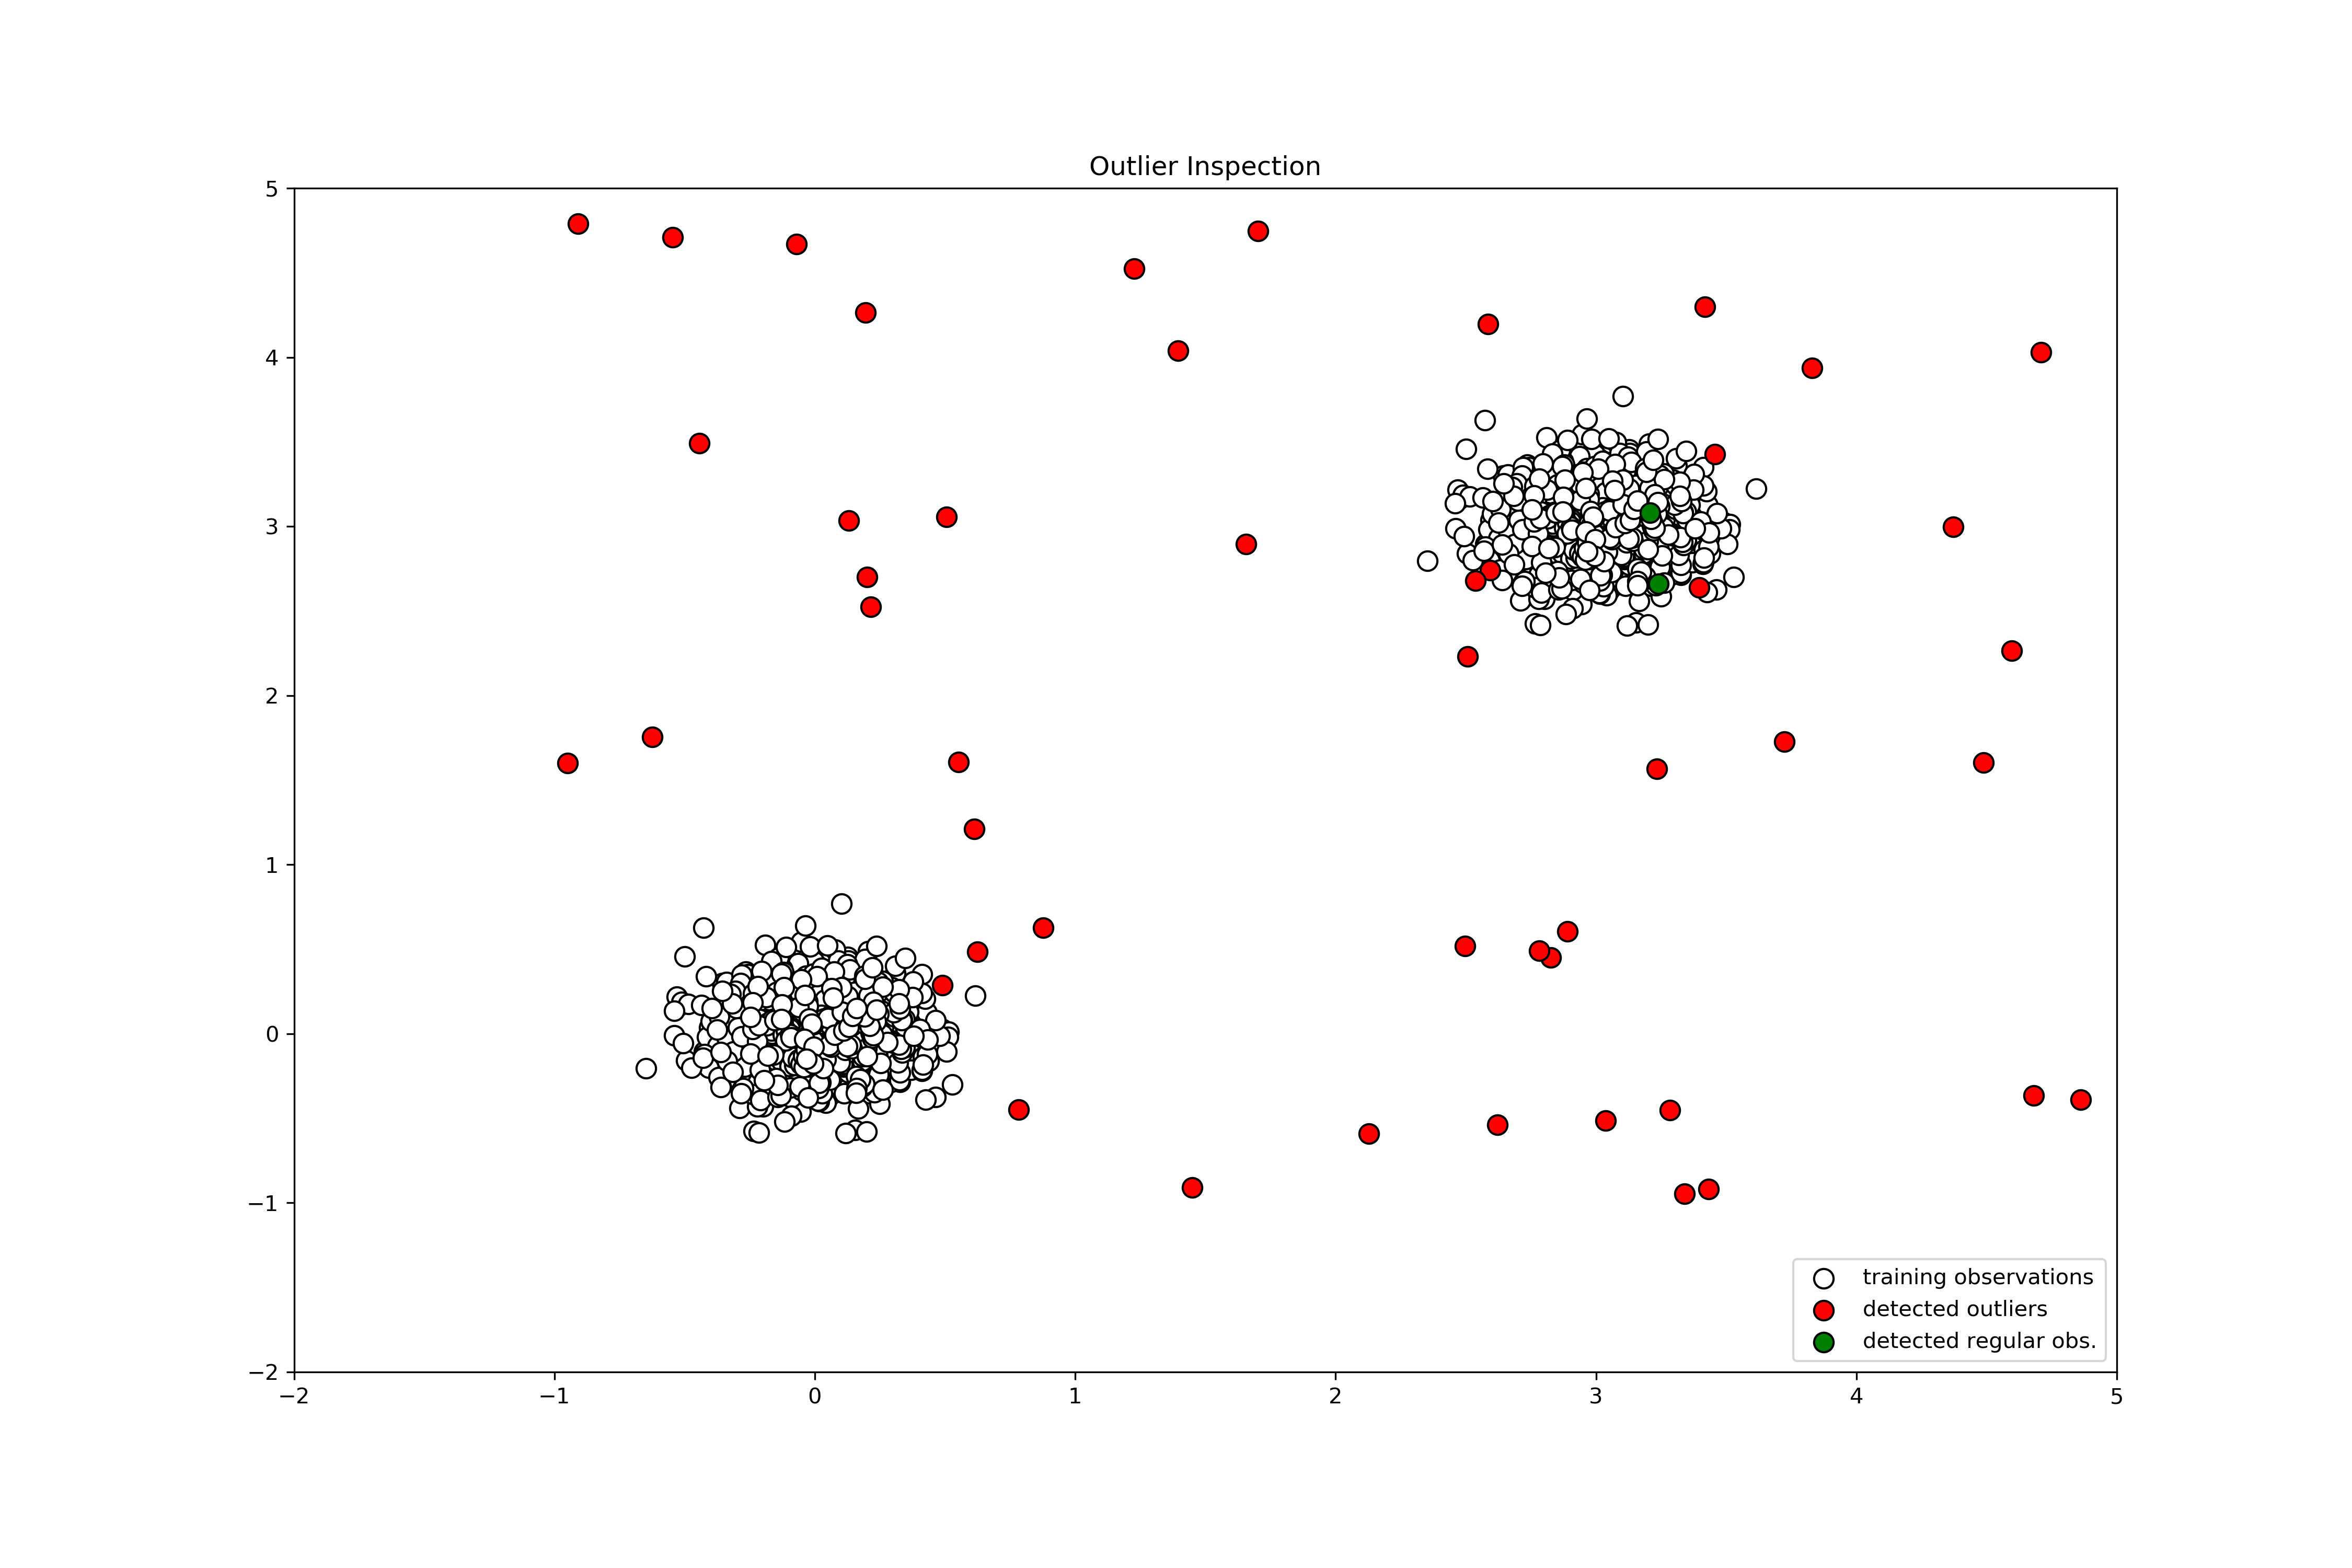 Outlier Inspection
5
4
3
2
1
0
−1
−2
−2 −1 0 1 2 3 4 5
training observations
detected outliers
detected regular obs.